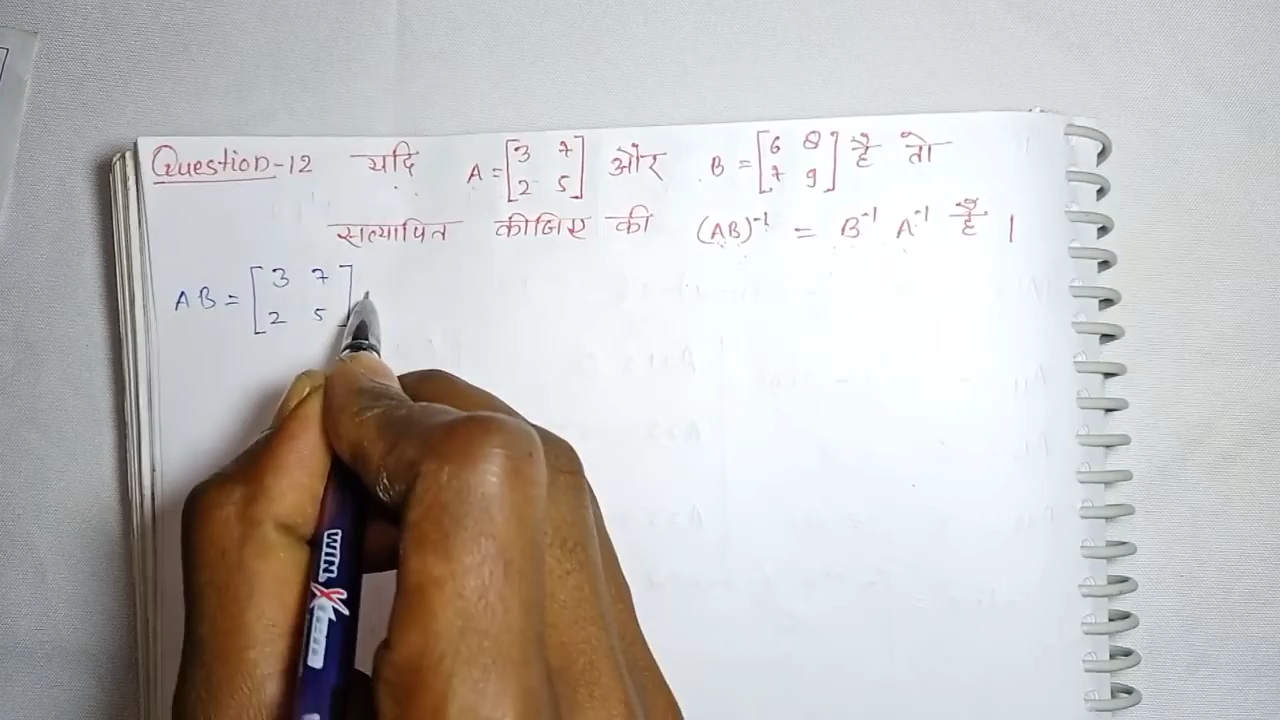 Question-12 यदि A = [3 7 2 5] और B = [6 8 7 9] है तो
सत्यापित कीजिए की (AB)⁻¹ = B⁻¹ A⁻¹ है ।
AB = [3 7 2 5]
WIN X